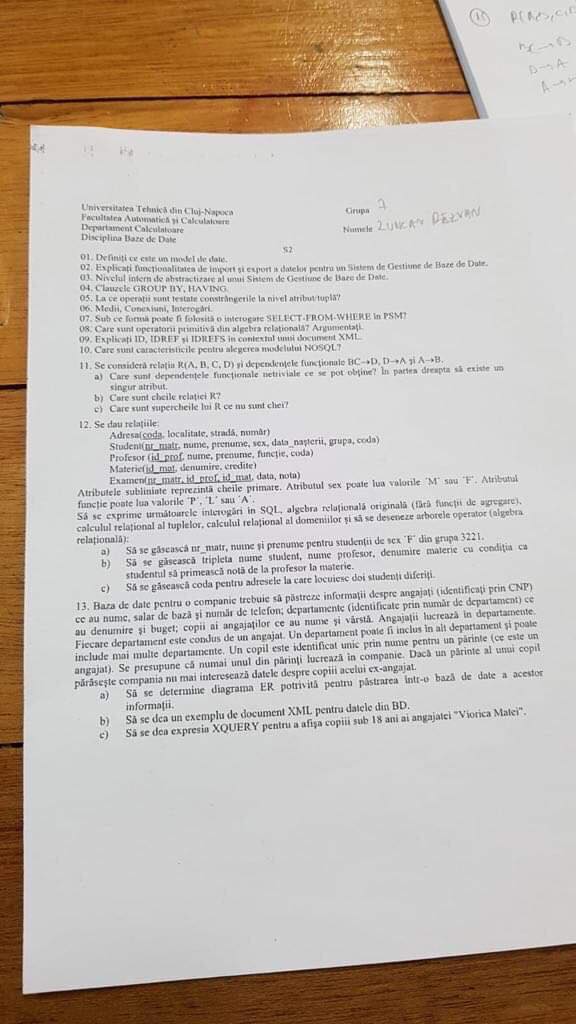 11 R(A,B,C,D)
BC→D
D→A
Universitatea Tehnică din Cluj-Napoca
Facultatea Automatică şi Calculatoare
Departament Calculatoare
Disciplina Baze de Date
Grupa 7
Numele
S2
01. Definiţi ce este un model de date.
02. Explicaţi funcţionalitatea de import şi export a datelor pentru un Sistem de Gestiune de Baze de Date.
03. Nivelul intern de abstractizare al unui Sistem de Gestiune de Baze de Date.
04. Clauzele GROUP BY, HAVING.
05. La ce operaţii sunt testate constrângerile la nivel atribut/tuplă?
06. Medii, Conexiuni, Interogări.
07. Sub ce formă poate fi folosită o interogate SELECT-FROM-WHERE în PSM?
08. Care sunt operatorii primitivă din algebra relaţională? Argumentaţi.
09. Explicaţi ID, IDREF şi IDREFS în contextul unui document XML.
10. Care sunt caracteristicile pentru alegerea modelului NOSQL?
11. Se consideră relaţia R(A, B, C, D) şi dependenţele funcţionale BC→D, D→A şi A→B.
a) Care sunt dependenţele funcţionale netriviale ce se pot obţine? În partea dreapta să existe un
singur atribut.
b) Care sunt cheile relaţiei R?
c) Care sunt supercheile lui R ce nu sunt chei?
12. Se dau relaţiile:
Adresa(coda, localitate, stradă, număr)
Student(nr_matr, nume, prenume, sex, data_naşterii, grupa, coda)
Profesor (id_prof, nume, prenume, funcţie, coda)
Materie(id_mat, denumire, credite)
Examen(nr_matr, id_prof, id_mat, data, nota)
Atributele subliniate reprezintă cheile primare. Atributul sex poate lua valorile ´M´ sau ´F´. Atributul
funcţie poate lua valorile ´P´, ´L´ sau ´A´.
Să se exprime următoarele interogări în SQL, algebra relaţională originală (fără funcţii de agregare),
calculul relaţional al tuplelor, calculul relaţional al domeniilor şi să se deseneze arborele operator (algebra
relaţională):
a) Să se găsească nr_matr, nume şi prenume pentru studenţii de sex ´F´ din grupa 3221.
b) Să se găsească tripleta nume student, nume profesor, denumire materie cu condiţia ca
studentul să primească notă de la profesor la materie.
c) Să se găsească coda pentru adresele la care locuiesc doi studenţi diferiţi.
13. Baza de date pentru o companie trebuie să păstreze informaţii despre angajaţi (identificaţi prin CNP)
ce au nume, salar de bază şi număr de telefon; departamente (identificate prin număr de departament) ce
au denumire şi buget; copii ai angajaţilor ce au nume şi vârstă. Angajaţii lucrează în departamente.
Fiecare departament este condus de un angajat. Un departament poate fi inclus în alt departament şi poate
include mai multe departamente. Un copil este identificat unic prin nume pentru un părinte (ce este un
angajat). Se presupune că numai unul din părinţi lucrează în companie. Dacă un părinte al unui copil
părăseşte compania nu mai interesează datele despre copiii acelui ex-angajat.
a) Să se determine diagrama ER potrivită pentru păstrarea într-o bază de date a acestor
informaţii.
b) Să se dea un exemplu de document XML pentru datele din BD.
c) Să se dea expresia XQUERY pentru a afişa copiii sub 18 ani ai angajatei "Viorica Matei".